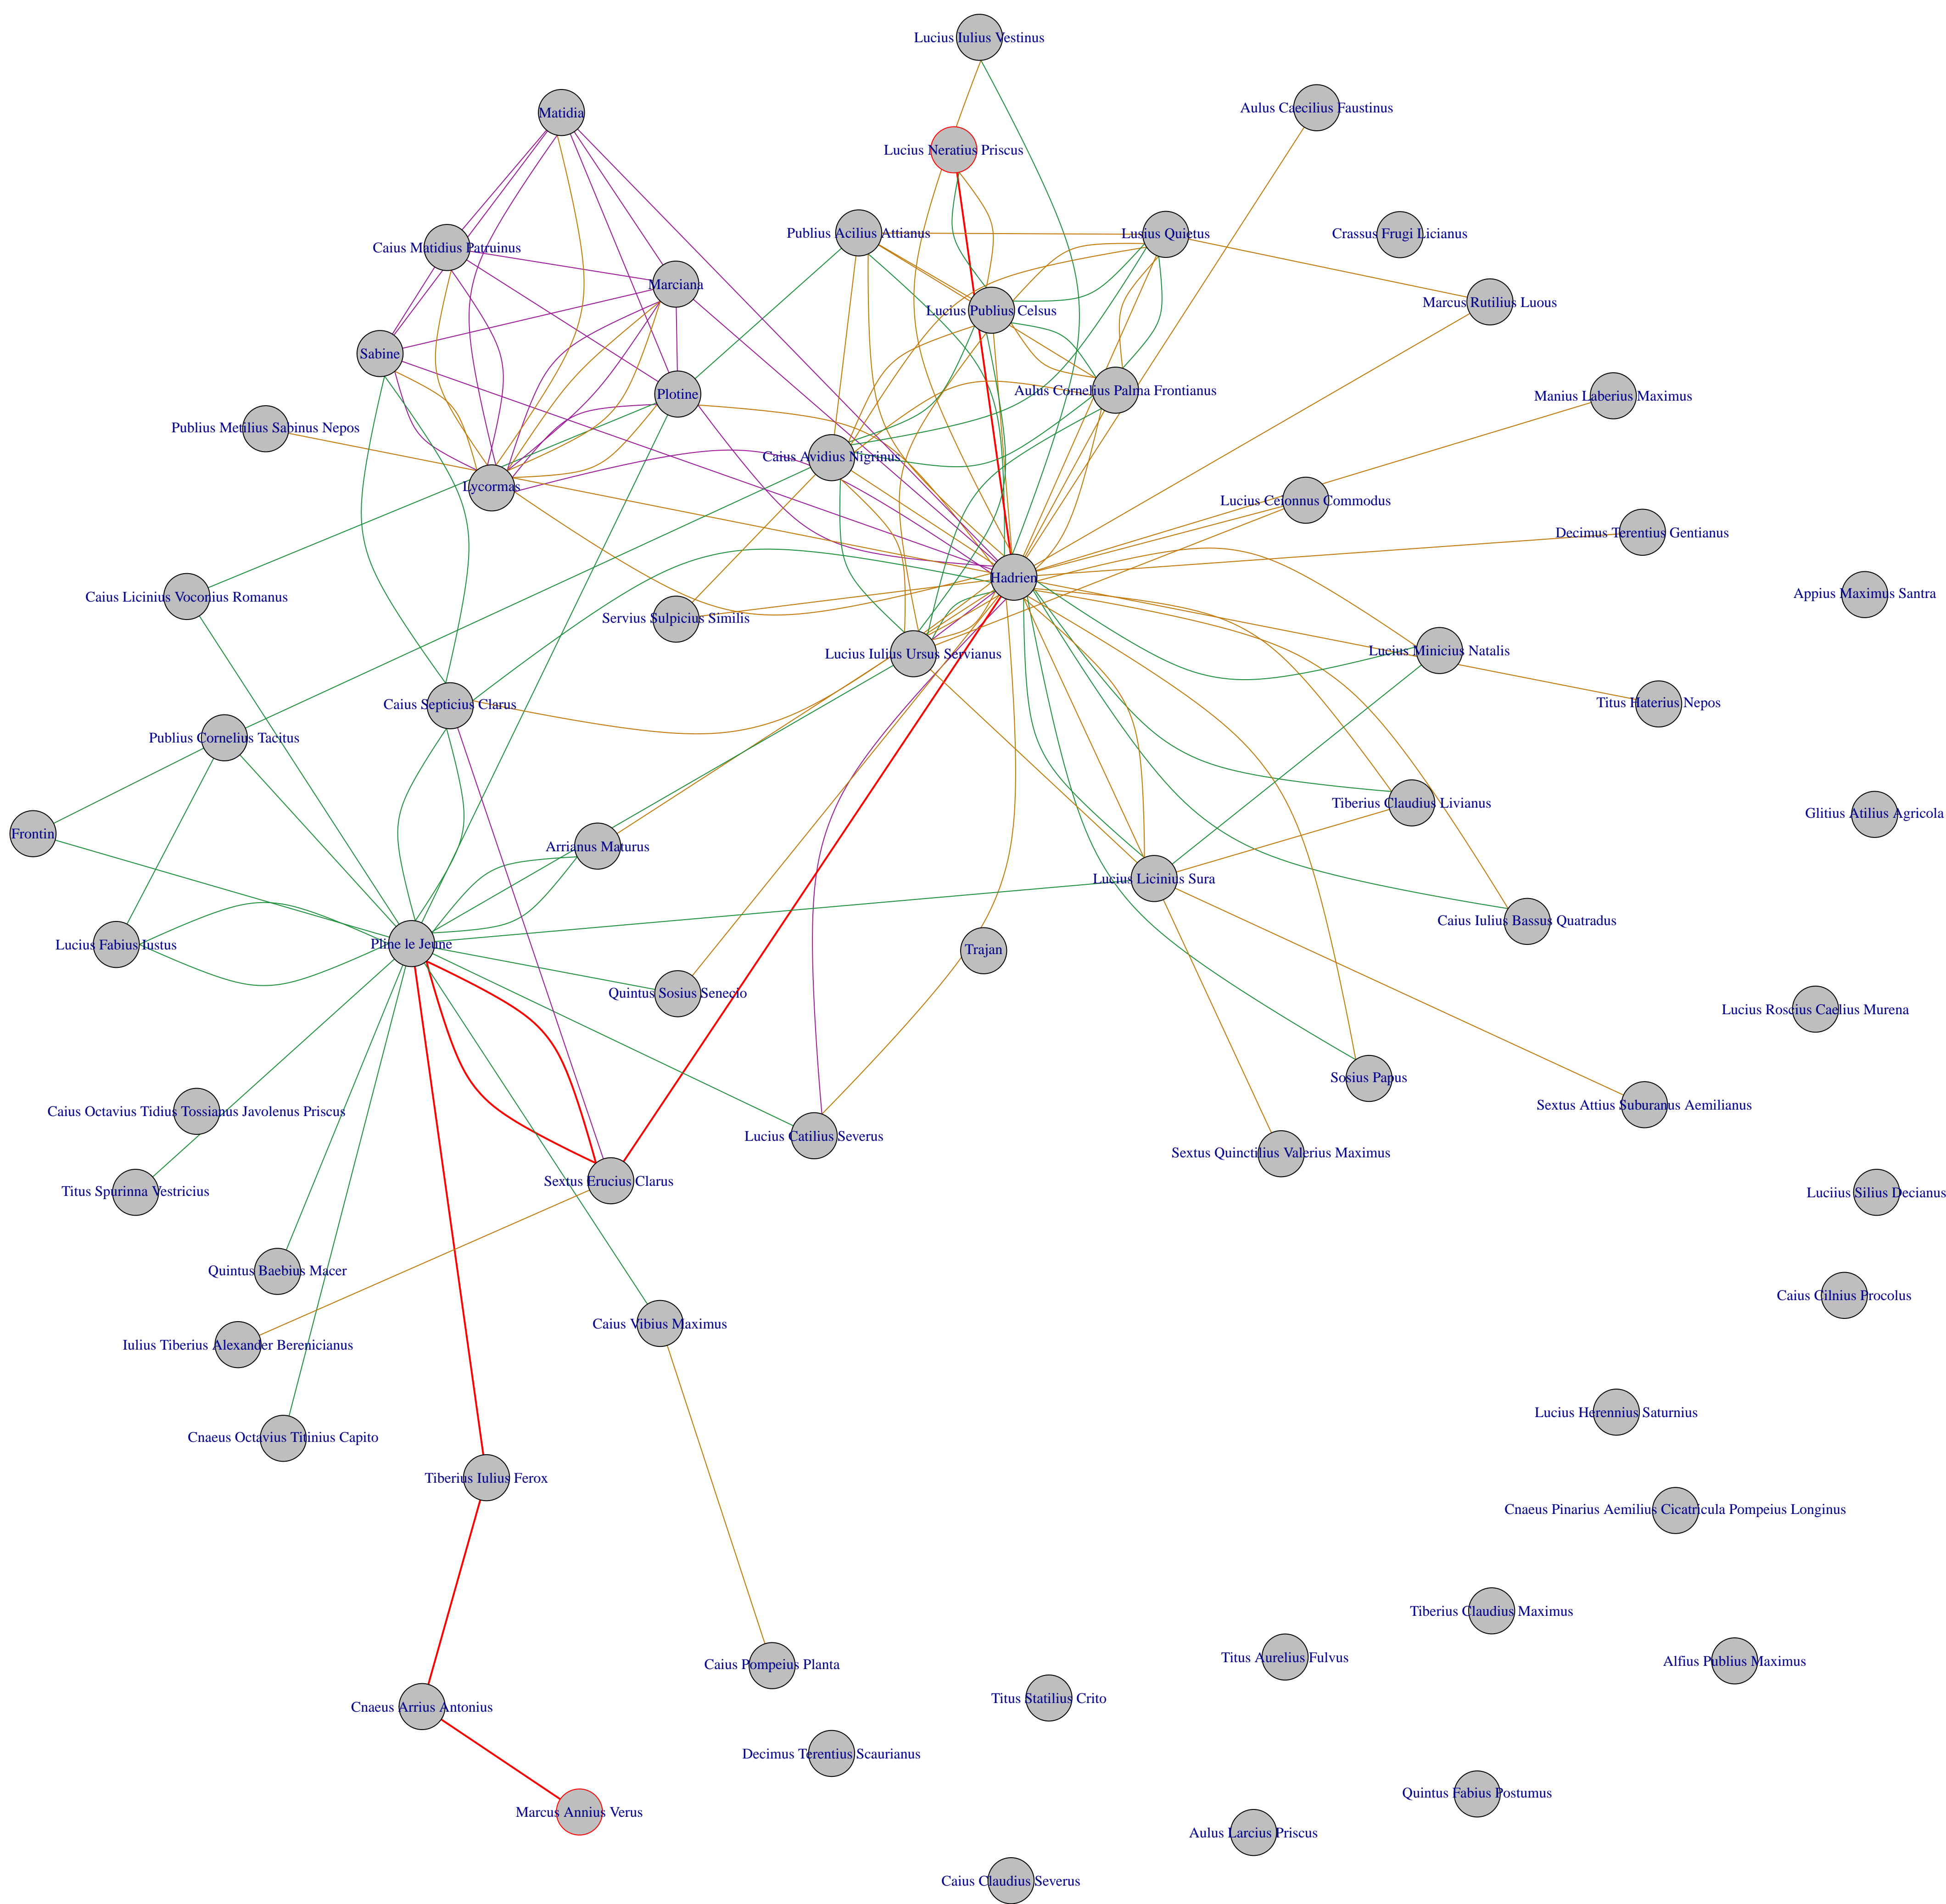 Lucius Iulius Vestinus
Aulus Caecilius Faustinus
Matidia
Lucius Neratius Priscus
Publius Acilius Attianus
Lusius Quietus
Crassus Frugi Licianus
Caius Matidius Patruinus
Marciana
Marcus Rutilius Luous
Lucius Publius Celsus
Sabine
Plotine
Aulus Cornelius Palma Frontianus
Manius Laberius Maximus
Publius Metilius Sabinus Nepos
Caius Avidius Nigrinus
Lycormas
Lucius Ceionnus Commodus
Decimus Terentius Gentianus
Hadrien
Caius Licinius Voconius Romanus
Appius Maximus Santra
Servius Sulpicius Similis
Lucius Iulius Ursus Servianus
Lucius Minicius Natalis
Caius Septicius Clarus
Titus Haterius Nepos
Publius Cornelius Tacitus
Tiberius Claudius Livianus
Glitius Atilius Agricola
Frontin
Arrianus Maturus
Lucius Licinius Sura
Caius Iulius Bassus Quatradus
Lucius Fabius Iustus
Pline le Jeune
Trajan
Quintus Sosius Senecio
Lucius Roscius Caelius Murena
Sosius Papus
Sextus Attius Suburanus Aemilianus
Caius Octavius Tidius Tossianus Javolenus Priscus
Lucius Catilius Severus
Sextus Quinctilius Valerius Maximus
Sextus Erucius Clarus
Titus Spurinna Vestricius
Luciius Silius Decianus
Quintus Baebius Macer
Caius Cilnius Procolus
Caius Vibius Maximus
Iulius Tiberius Alexander Berenicianus
Lucius Herennius Saturnius
Cnaeus Octavius Titinius Capito
Tiberius Iulius Ferox
Cnaeus Pinarius Aemilius Cicatricula Pompeius Longinus
Tiberius Claudius Maximus
Titus Aurelius Fulvus
Alfius Publius Maximus
Caius Pompeius Planta
Titus Statilius Crito
Cnaeus Arrius Antonius
Decimus Terentius Scaurianus
Quintus Fabius Postumus
Marcus Annius Verus
Aulus Larcius Priscus
Caius Claudius Severus